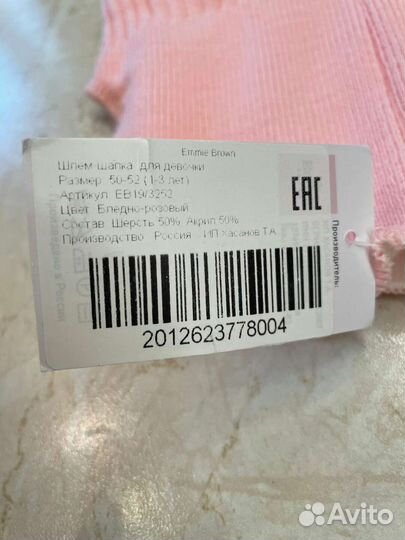 Emmie Brown
Шлем-шапка для девочки
Размер: 50-52 (1-3 лет)
Артикул: EB19/3252
Цвет: Бледно-розовый
Состав: Шерсть 50% Акрил 50%
Производство: Россия ИП Хасанов Т.А.
2012623778004
EAC
Производитель:
Avito